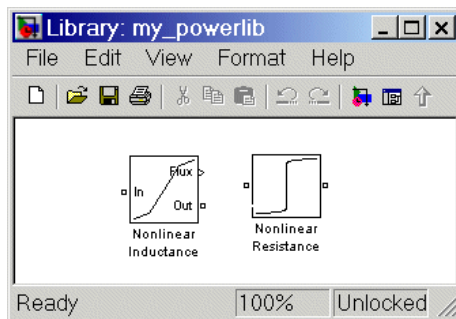 Library: my_powerlib
File Edit View Format Help
Flux
In
Out
Nonlinear
Inductance
Nonlinear
Resistance
Ready 100% Unlocked